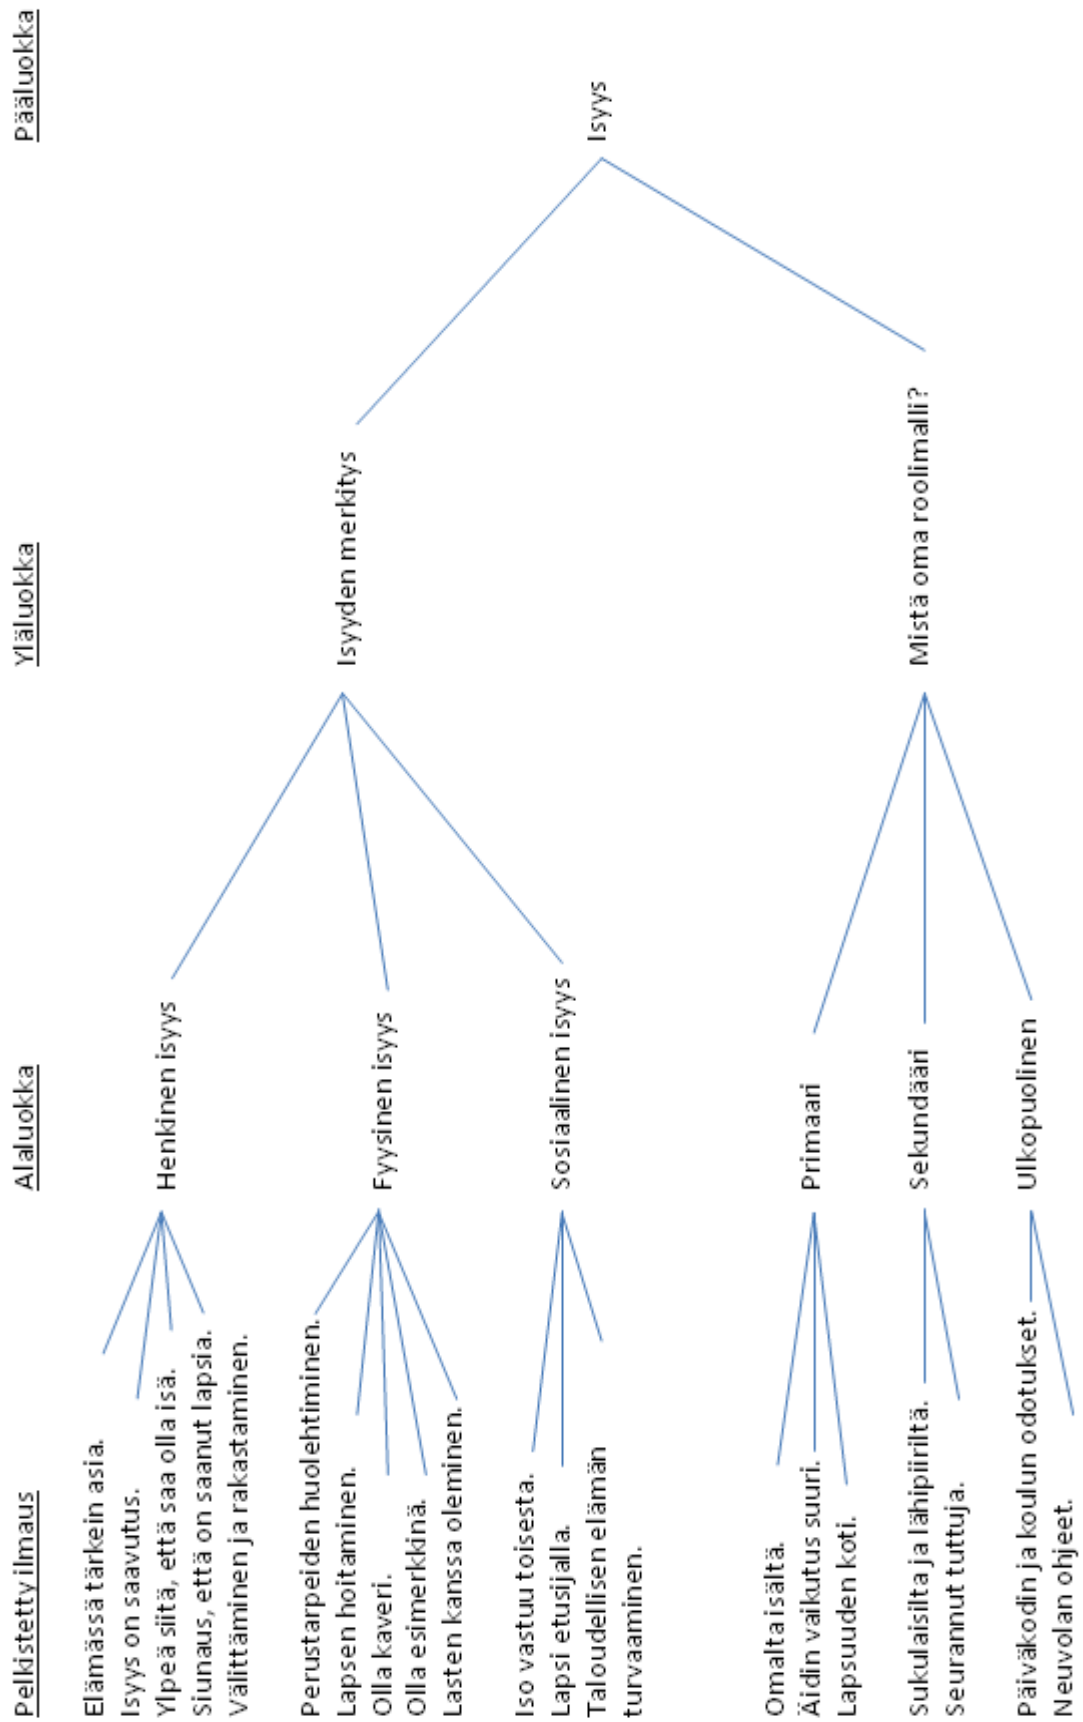 Pelkistetty ilmaus
Alaluokka
Yläluokka
Pääluokka
Elämässä tärkein asia.
Isyys on saavutus.
Ylpeä siitä, että saa olla isä.
Siunaus, että on saanut lapsia.
Välittäminen ja rakastaminen.
Henkinen isyys
Perustarpeiden huolehtiminen.
Lapsen hoitaminen.
Olla kaveri.
Olla esimerkkinä.
Lasten kanssa oleminen.
Fyysinen isyys
Iso vastuu toisesta.
Lapsi etusijalla.
Taloudellisen elämän
turvaaminen.
Sosiaalinen isyys
Isyyden merkitys
Omalta isältä.
Äidin vaikutus suuri.
Lapsuuden koti.
Primaari
Sukulaisilta ja lähipiiriltä.
Seurannut tuttuja.
Sekundääri
Päiväkodin ja koulun odotukset.
Neuvolan ohjeet.
Ulkopuolinen
Mistä oma roolimalli?
Isyys